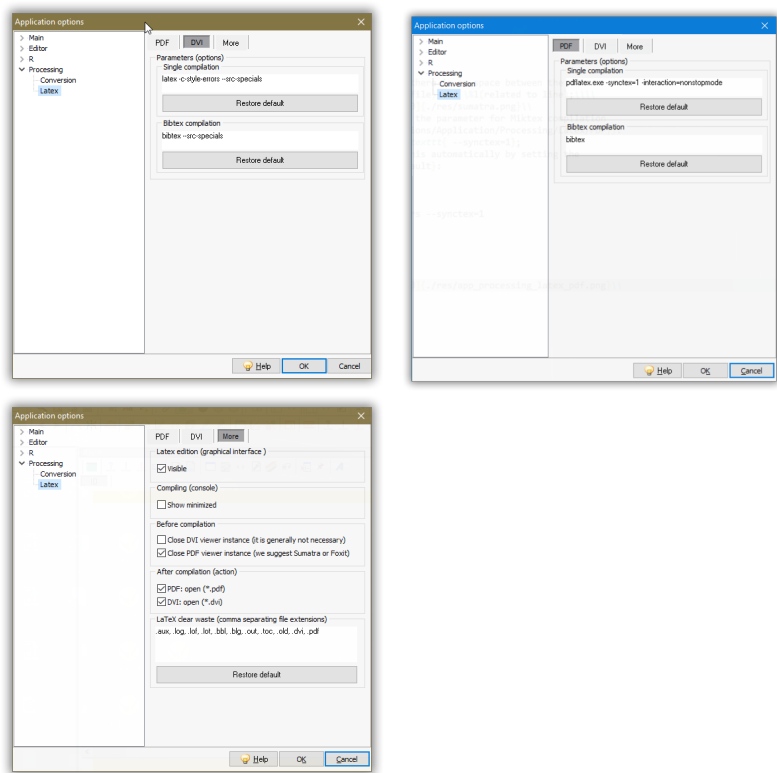 Application options
Main
Editor
R
Processing
Conversion
Latex
PDF DVI More
Parameters (options)
Single compilation
latex -c-style-errors --src-specials
Restore default
Bibtex compilation
bibtex --src-specials
Restore default
Help OK Cancel
Application options
Main
Editor
R
Processing
Conversion
Latex
PDF DVI More
Parameters (options)
Single compilation
pdflatex.exe -synctex=1 -interaction=nonstopmode
Restore default
Bibtex compilation
bibtex
Restore default
Help OK Cancel
Application options
Main
Editor
R
Processing
Conversion
Latex
PDF DVI More
Latex edition (graphical interface )
Visible
Compiling (console)
Show minimized
Before compilation
Close DVI viewer instance (it is generally not necessary)
Close PDF viewer instance (we suggest Sumatra or Foxit)
After compilation (action)
PDF: open (*.pdf)
DVI: open (*.dvi)
LaTeX clear waste (comma separating file extensions)
.aux, .log, .lof, .lot, .bbl, .blg, .out, .toc, .old, .dvi, .pdf
Restore default
Help OK Cancel